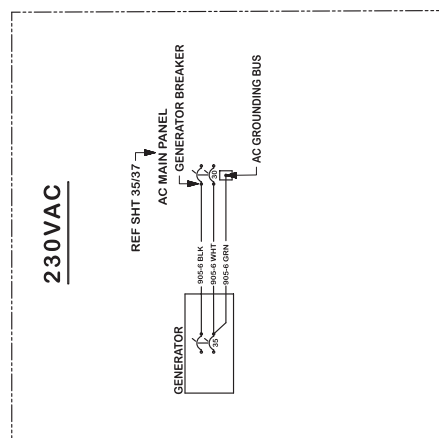 230VAC
REF SHT 35/37
AC MAIN PANEL
GENERATOR BREAKER
AC GROUNDING BUS
30
905-6 BLK
905-6 WHT
905-6 GRN
GENERATOR
35